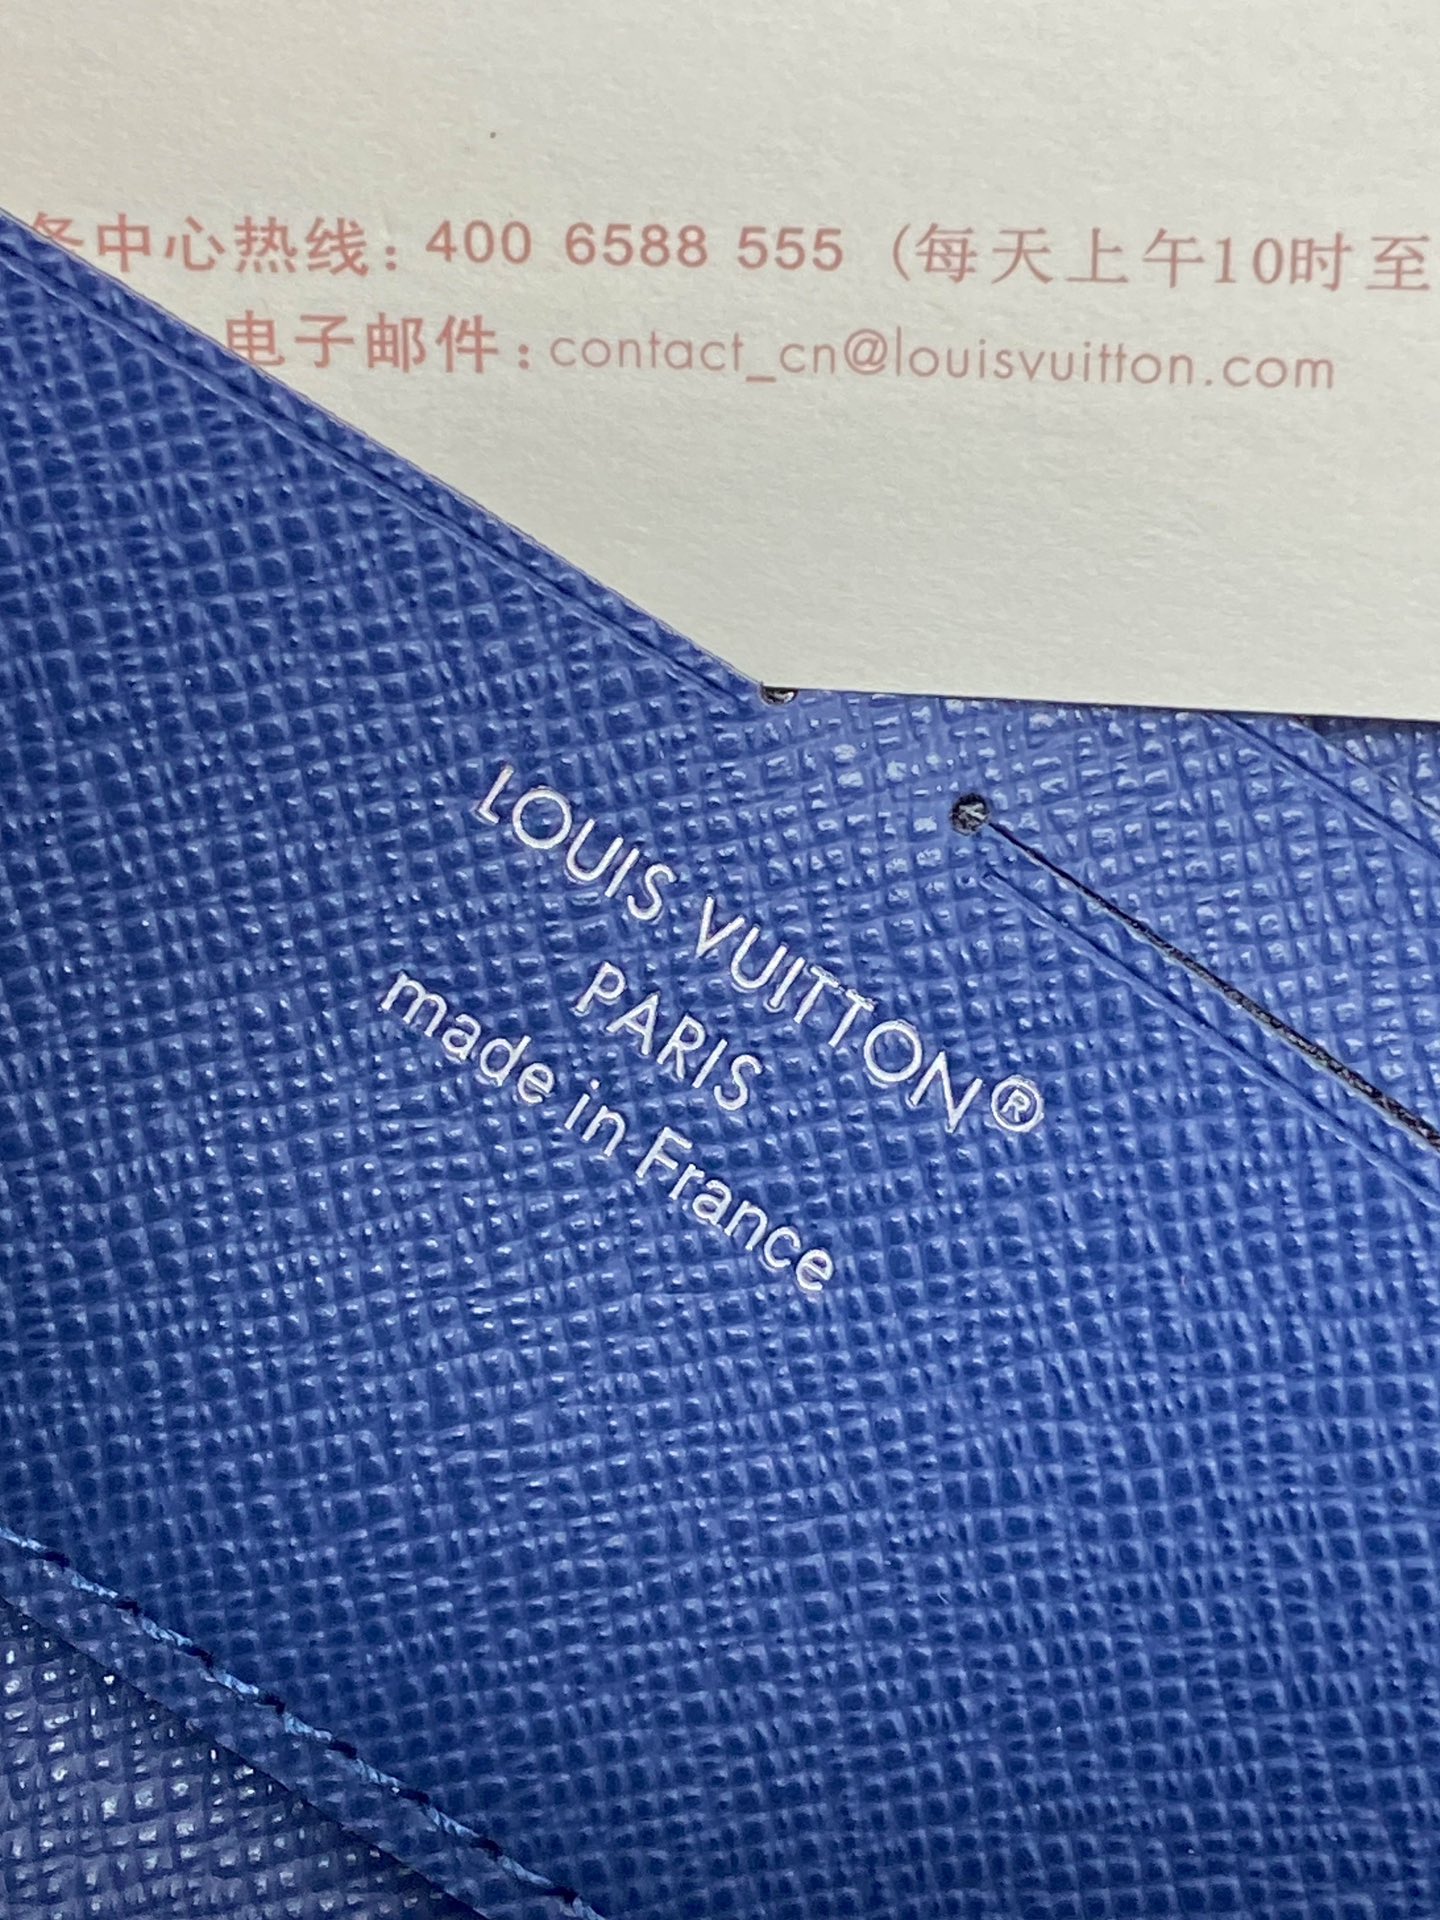 务中心热线: 400 6588 555 (每天上午10时至
电子邮件: contact_cn@louisvuitton.com
LOUIS VUITTON®
PARIS
made in France